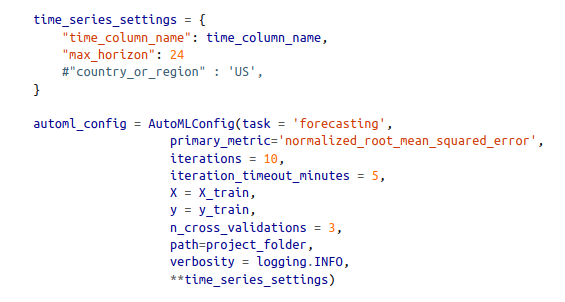 time_series_settings = {
    "time_column_name": time_column_name,
    "max_horizon": 24
    #"country_or_region" : 'US',
}
automl_config = AutoMLConfig(task = 'forecasting',
                   primary_metric='normalized_root_mean_squared_error',
                   iterations = 10,
                   iteration_timeout_minutes = 5,
                   X = X_train,
                   y = y_train,
                   n_cross_validations = 3,
                   path=project_folder,
                   verbosity = logging.INFO,
                   **time_series_settings)